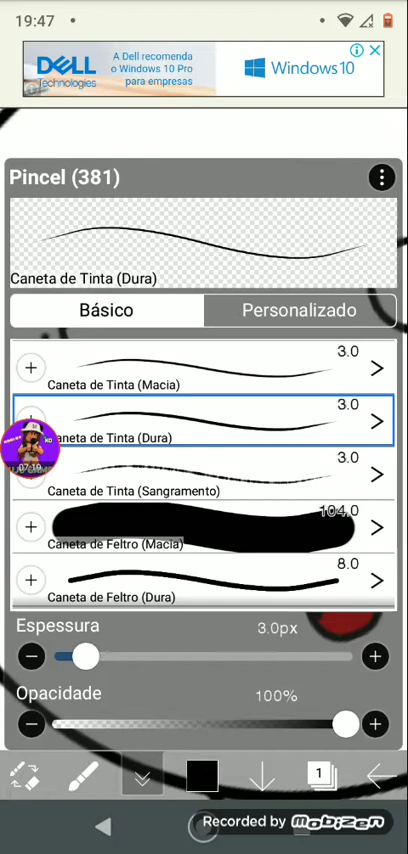 19:47
DELL
Technologies
A Dell recomenda
o Windows 10 Pro
para empresas
Windows10
Pincel (381)
Caneta de Tinta (Dura)
Básico
Personalizado
3.0
Caneta de Tinta (Macia)
3.0
Caneta de Tinta (Dura)
07:19
3.0
Caneta de Tinta (Sangramento)
104.0
Caneta de Feltro (Macia)
8.0
Caneta de Feltro (Dura)
Espessura
3.0px
Opacidade
100%
1
Recorded by mobizen